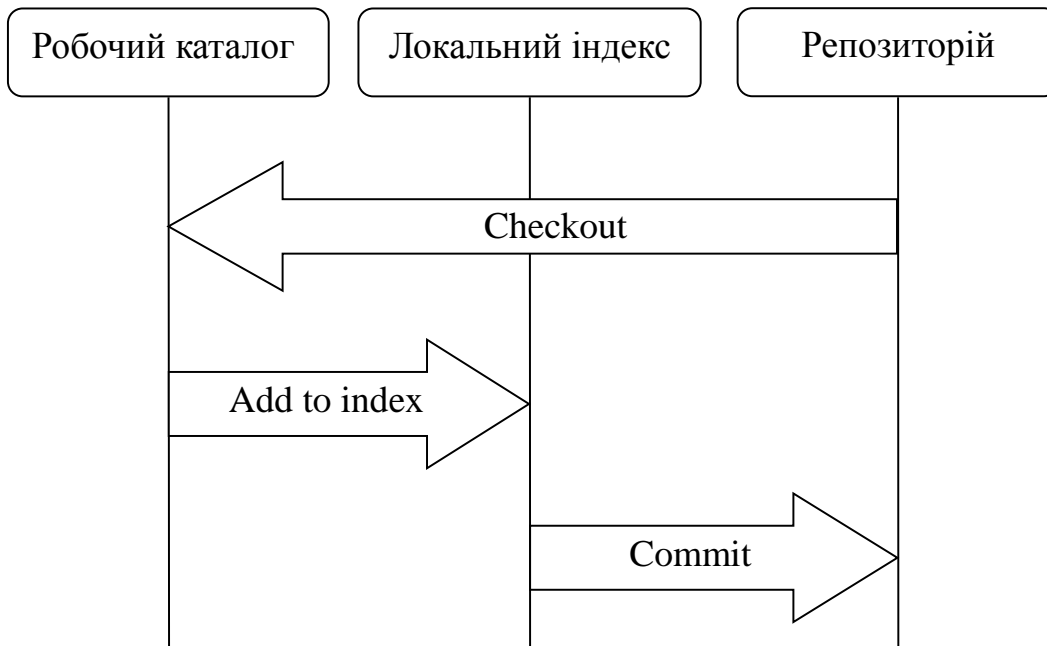 Робочий каталог
Локальний індекс
Репозиторій
Checkout
Add to index
Commit